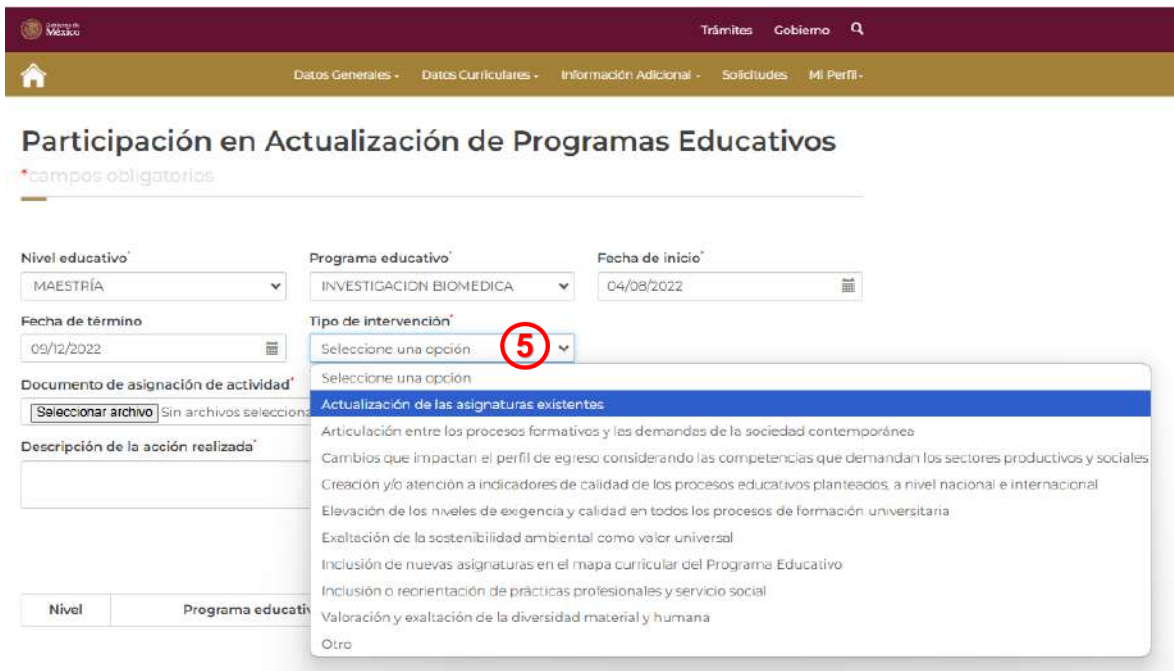 Gobierno de
México
Trámites Gobierno
Datos Generales Datos Curriculares Información Adicional Solicitudes Mi Perfil
Participación en Actualización de Programas Educativos
*campos obligatorios
Nivel educativo* Programa educativo* Fecha de inicio*
MAESTRÍA INVESTIGACION BIOMEDICA 04/08/2022
Fecha de término Tipo de intervención*
09/12/2022 Seleccione una opción 5
Documento de asignación de actividad* Seleccione una opción
Seleccionar archivo Sin archivos selecciona Actualización de las asignaturas existentes
Articulación entre los procesos formativos y las demandas de la sociedad contemporánea
Descripción de la acción realizada*
Cambios que impactan el perfil de egreso considerando las competencias que demandan los sectores productivos y sociales
Creación y/o atención a indicadores de calidad de los procesos educativos planteados, a nivel nacional e internacional
Elevación de los niveles de exigencia y calidad en todos los procesos de formación universitaria
Exaltación de la sostenibilidad ambiental como valor universal
Inclusión de nuevas asignaturas en el mapa curricular del Programa Educativo
Inclusión o reorientación de prácticas profesionales y servicio social
Nivel Programa educativ
Valoración y exaltación de la diversidad material y humana
Otro